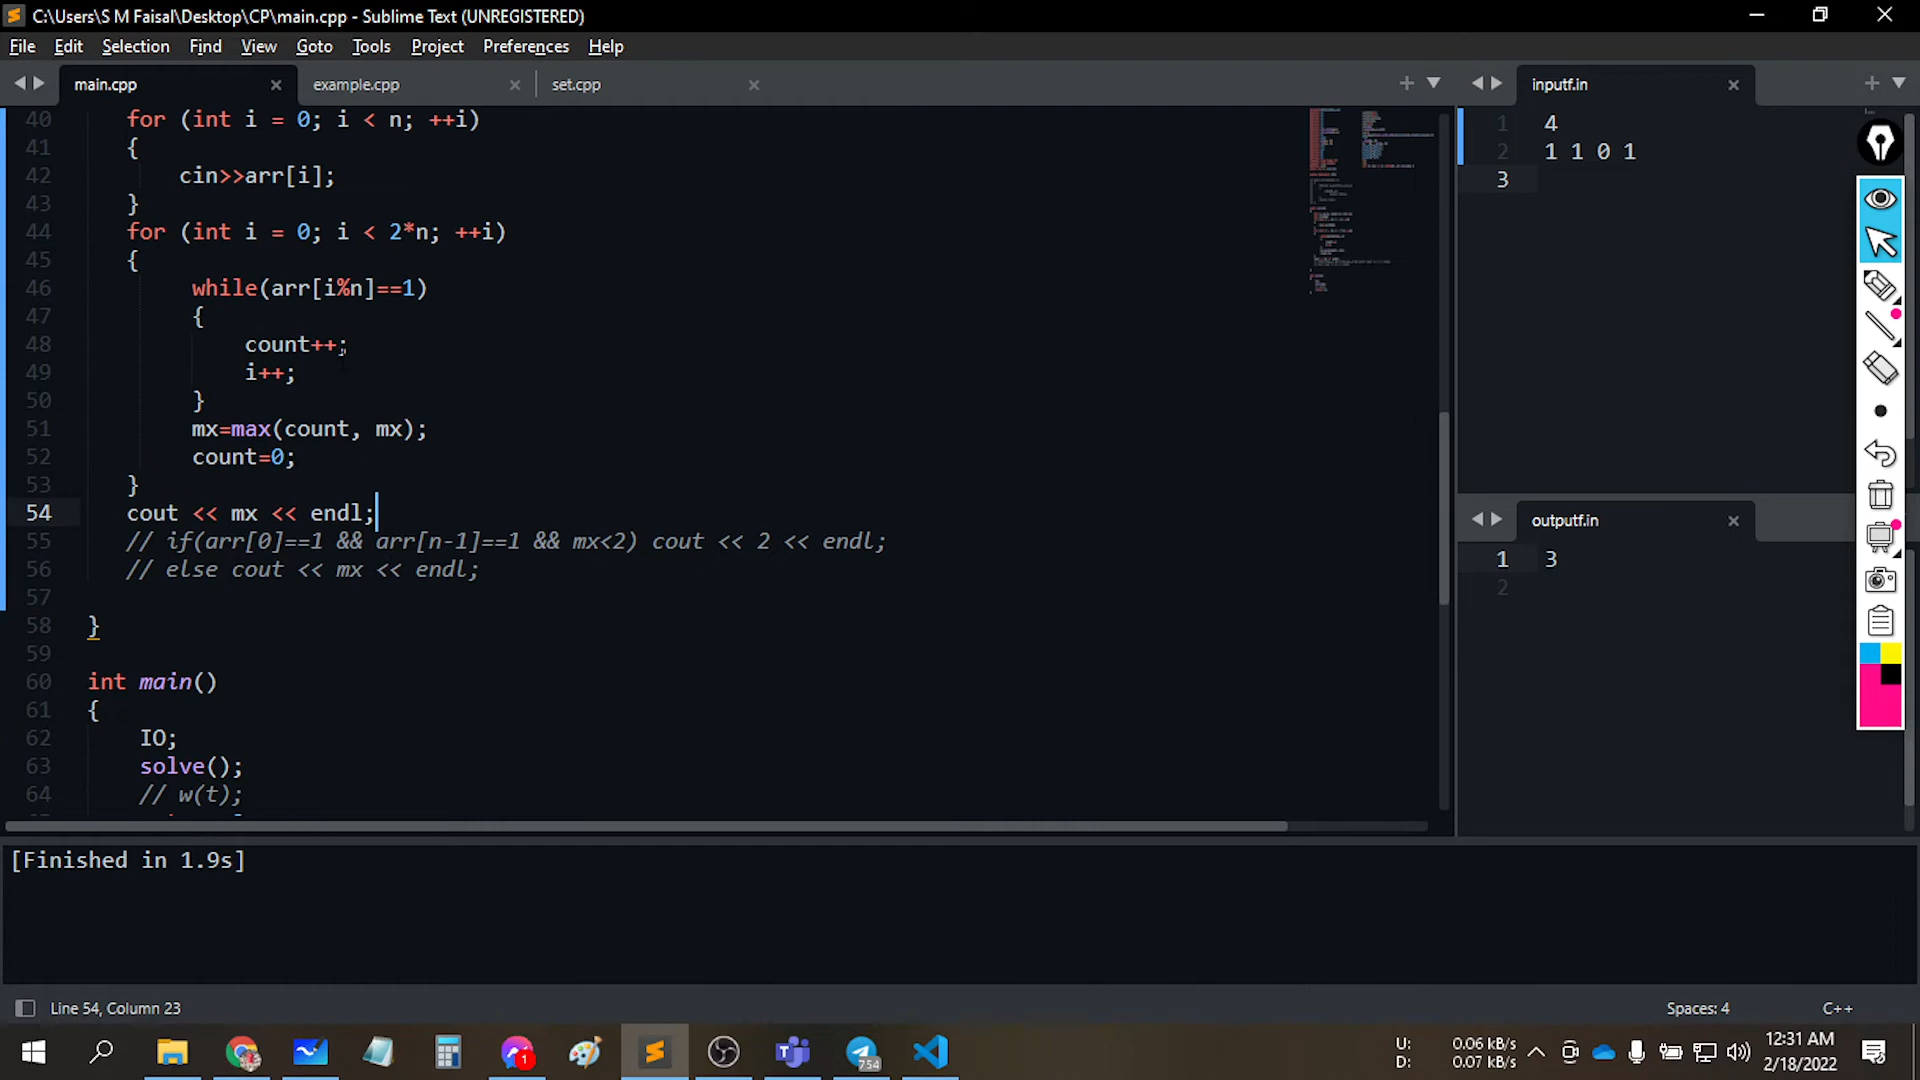 C:\Users\S M Faisal\Desktop\CP\main.cpp - Sublime Text (UNREGISTERED)
File Edit Selection Find View Goto Tools Project Preferences Help
main.cpp example.cpp set.cpp
40 for (int i = 0; i < n; ++i)
41 {
42 cin>>arr[i];
43 }
44 for (int i = 0; i < 2*n; ++i)
45 {
46 while(arr[i%n]==1)
47 {
48 count++;
49 i++;
50 }
51 mx=max(count, mx);
52 count=0;
53 }
54 cout << mx << endl;
55 // if(arr[0]==1 && arr[n-1]==1 && mx<2) cout << 2 << endl;
56 // else cout << mx << endl;
57
58 }
59
60 int main()
61 {
62 IO;
63 solve();
64 // w(t);
inputf.in
1 4
2 1 1 0 1
3
outputf.in
1 3
2
[Finished in 1.9s]
Line 54, Column 23
Spaces: 4
C++
1
754
U: 0.06 kB/s
D: 0.07 kB/s
12:31 AM
2/18/2022